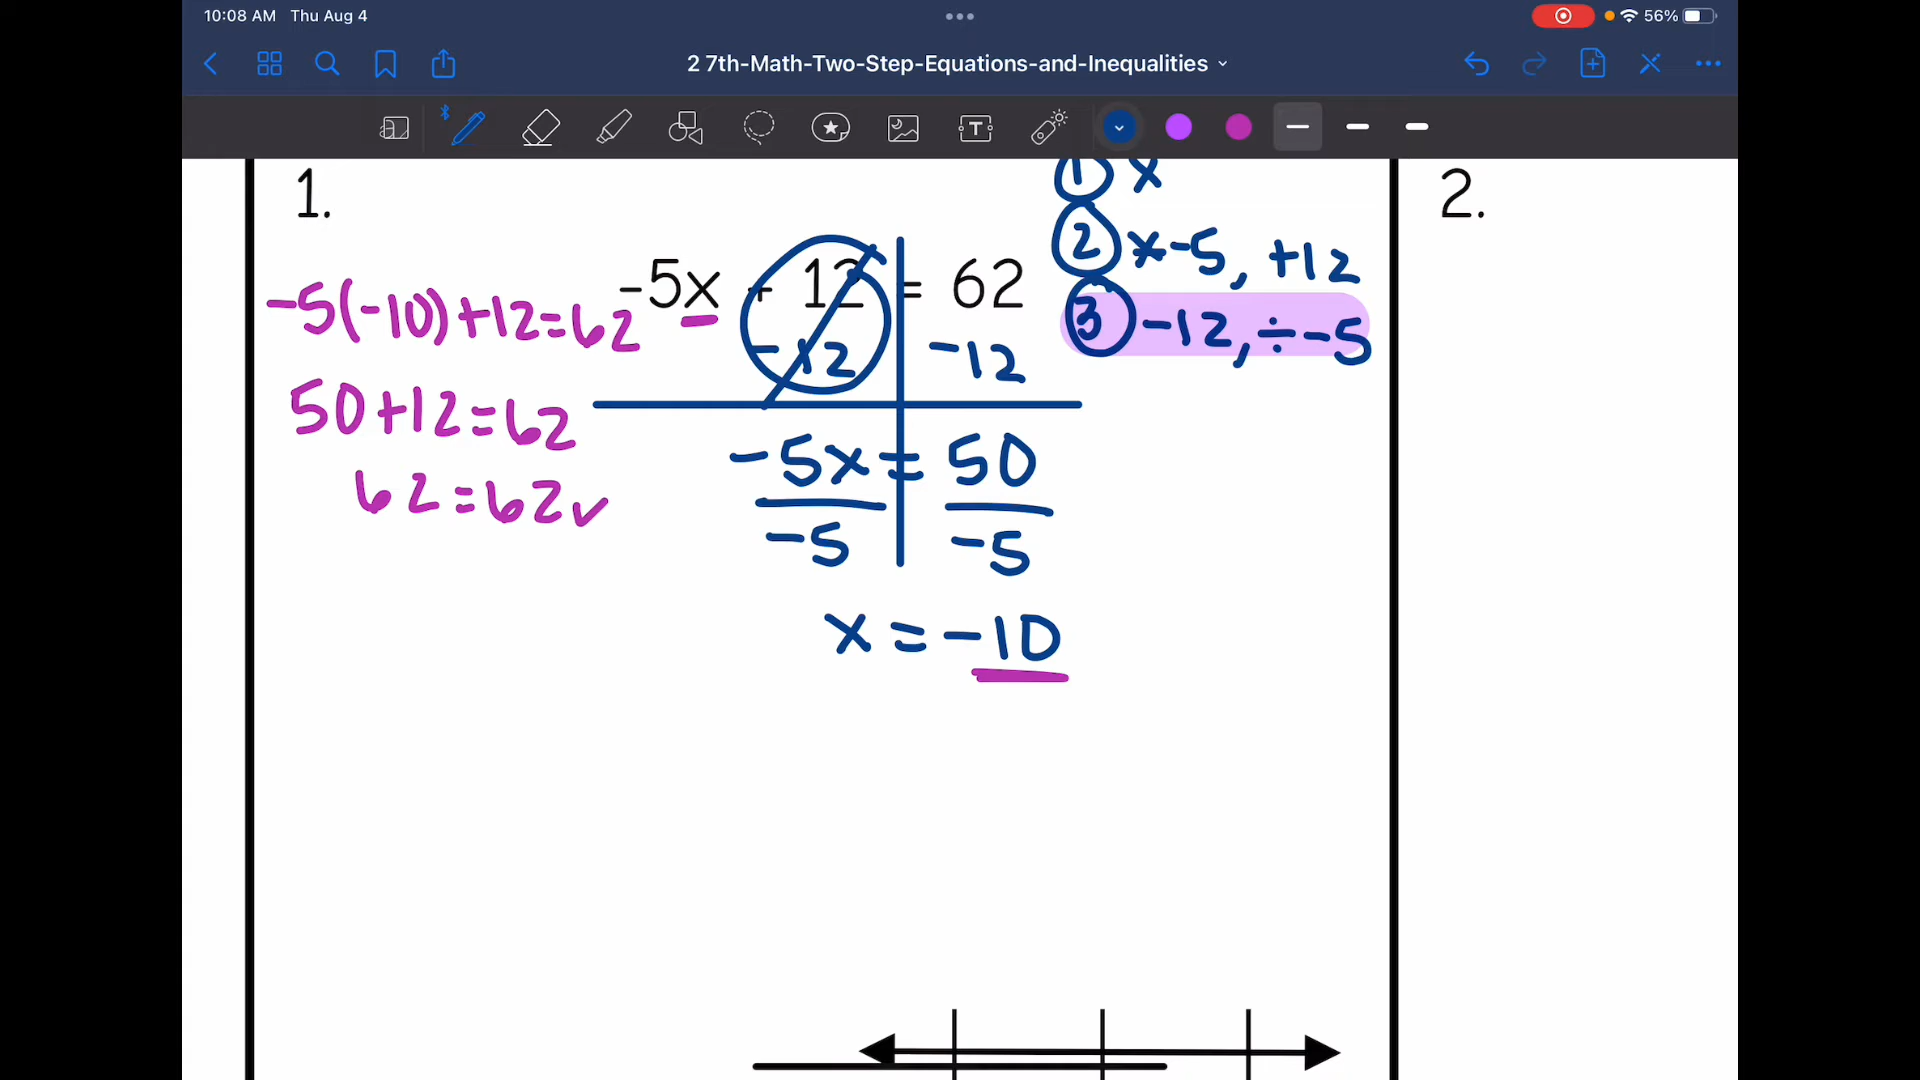 10:08 AM Thu Aug 4
56%
2 7th-Math-Two-Step-Equations-and-Inequalities
T
1.
2.
① x
② × -5, +12
③ -12, ÷ -5
-5x + 12 = 62
-12 -12
-5x = 50
-5 -5
x = -10
-5(-10)+12=62
50+12=62
62=62✓